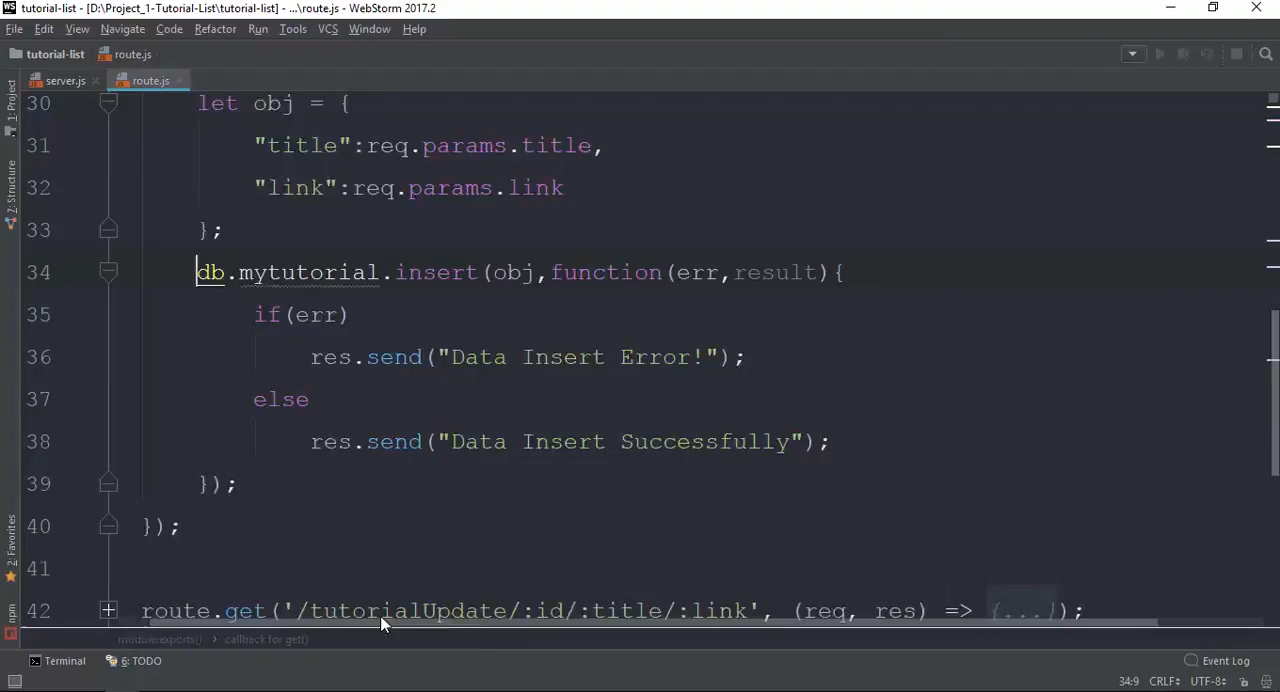 WS tutorial-list - [D:\Project_1-Tutorial-List\tutorial-list] - ...\route.js - WebStorm 2017.2
File Edit View Navigate Code Refactor Run Tools VCS Window Help
tutorial-list route.js
server.js route.js
1: Project
7: Structure
2: Favorites
npm
30 let obj = {
31 "title":req.params.title,
32 "link":req.params.link
33 };
34 db.mytutorial.insert(obj,function(err,result){
35 if(err)
36 res.send("Data Insert Error!");
37 else
38 res.send("Data Insert Successfully");
39 });
40 });
41
42 route.get('/tutorialUpdate/:id/:title/:link', (req, res) => {...});
module.exports() › callback for get()
Terminal 6: TODO Event Log
34:9 CRLF÷ UTF-8÷